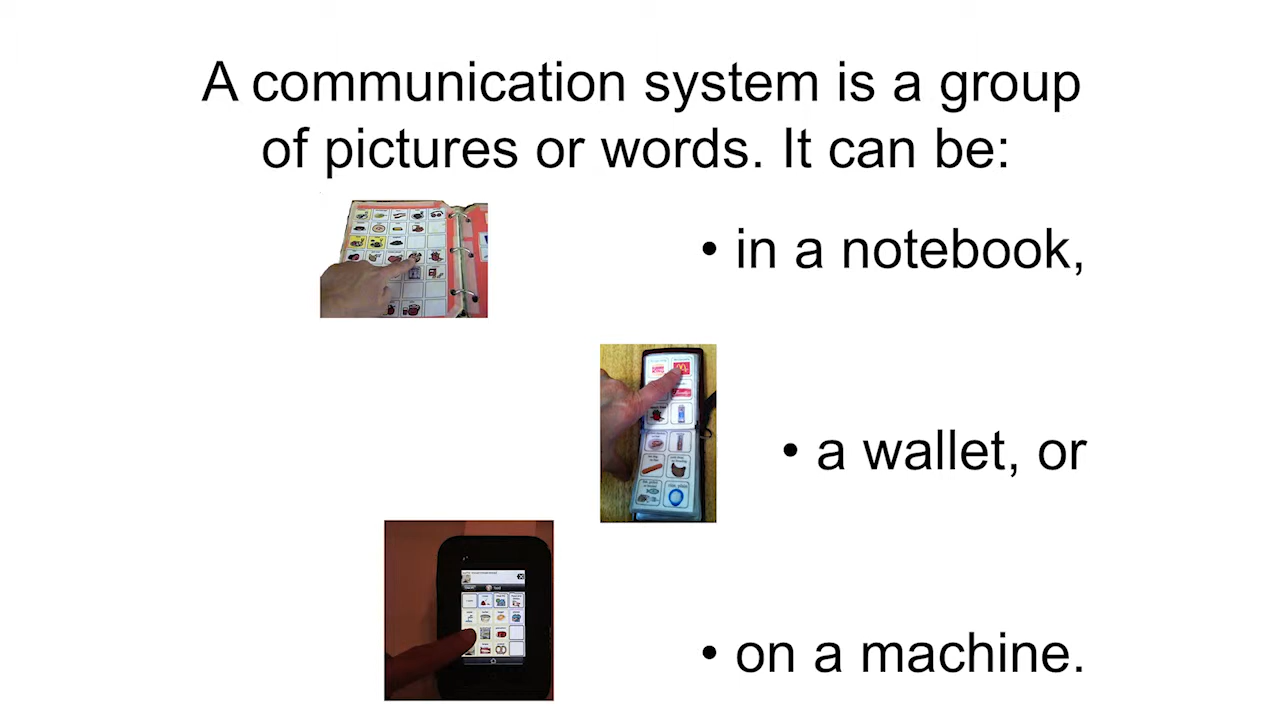 A communication system is a group
of pictures or words. It can be:
• in a notebook,
• a wallet, or
• on a machine.